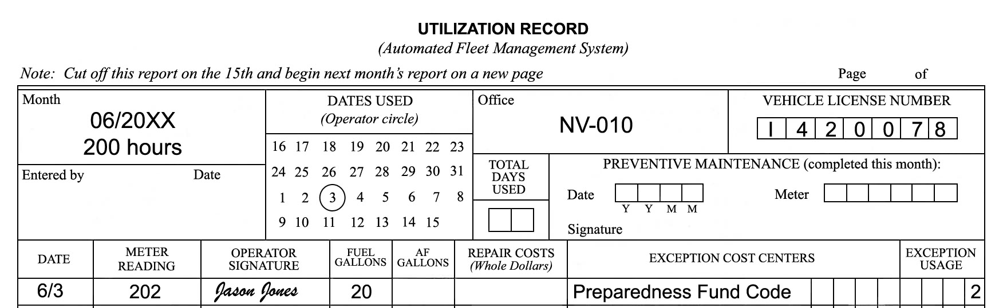 UTILIZATION RECORD
(Automated Fleet Management System)
Note: Cut off this report on the 15th and begin next month's report on a new page
Page of
Month
06/20XX
200 hours
Entered by Date
DATES USED
(Operator circle)
16 17 18 19 20 21 22 23
24 25 26 27 28 29 30 31
1 2 3 4 5 6 7 8
9 10 11 12 13 14 15
Office
NV-010
VEHICLE LICENSE NUMBER
I 4 2 0 0 7 8
TOTAL
DAYS
USED
PREVENTIVE MAINTENANCE (completed this month):
Date
Y Y M M
Meter
Signature
DATE
METER
READING
OPERATOR
SIGNATURE
FUEL
GALLONS
AF
GALLONS
REPAIR COSTS
(Whole Dollars)
EXCEPTION COST CENTERS
EXCEPTION
USAGE
6/3 202 Jason Jones 20 Preparedness Fund Code 2